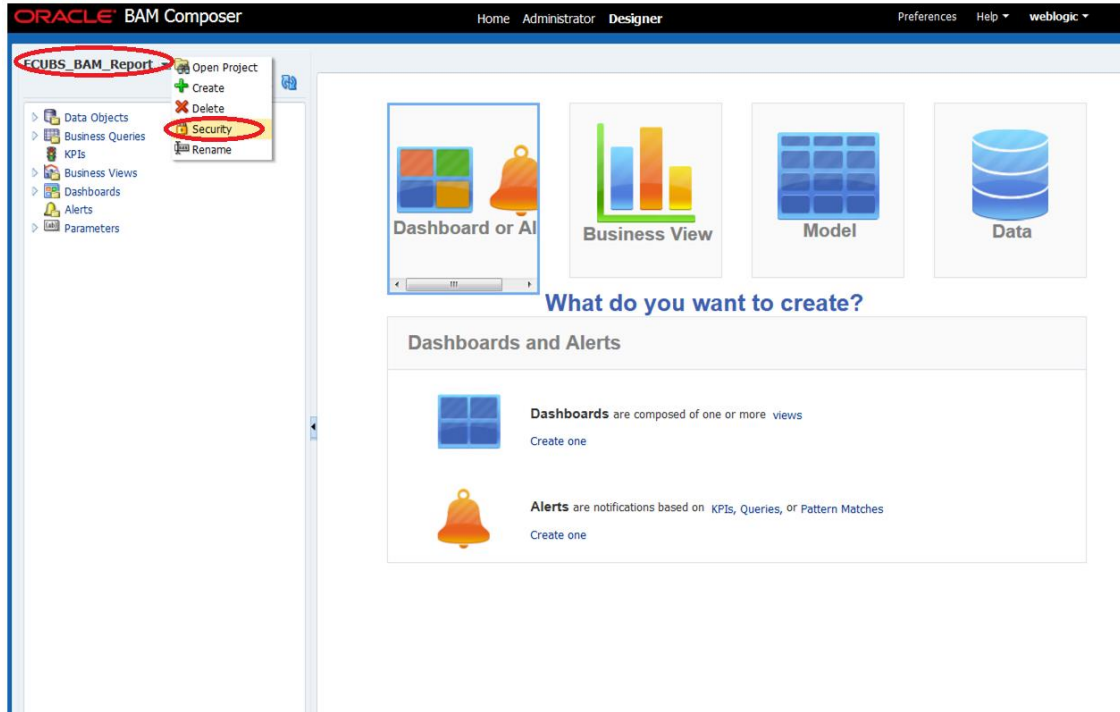 ORACLE® BAM Composer
Home Administrator Designer
Preferences Help weblogic
FCUBS_BAM_Report
Open Project
Create
Delete
Security
Rename
Data Objects
Business Queries
KPIs
Business Views
Dashboards
Alerts
Parameters
Dashboard or Al
Business View
Model
Data
What do you want to create?
Dashboards and Alerts
Dashboards are composed of one or more views
Create one
Alerts are notifications based on KPIs, Queries, or Pattern Matches
Create one